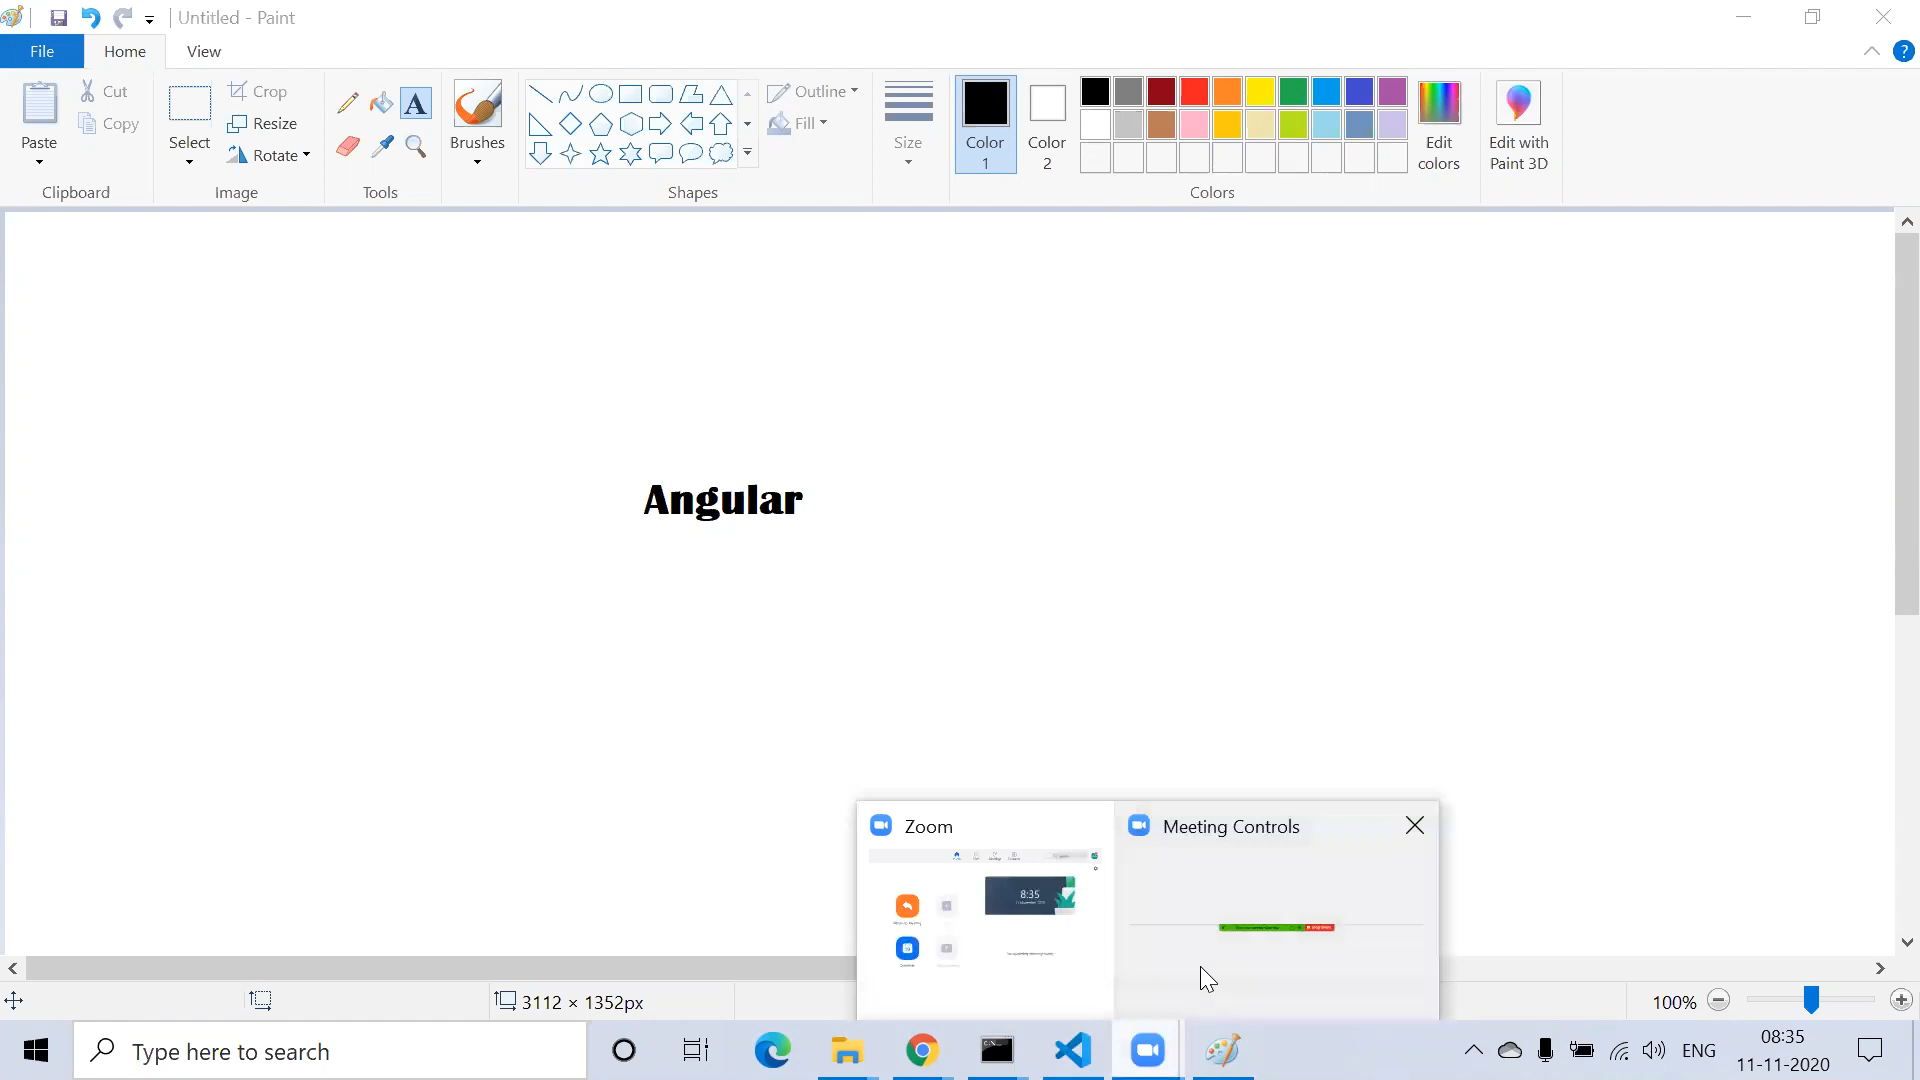 Untitled - Paint
File Home View
Paste
Cut
Copy
Clipboard
Select
Crop
Resize
Rotate
Image
A
Tools
Brushes
Shapes
Outline
Fill
Size
Color 1
Color 2
Colors
Edit colors
Edit with Paint 3D
?
Angular
Zoom
8:35
Meeting Controls
3112 × 1352px
100%
Type here to search
ENG
08:35
11-11-2020